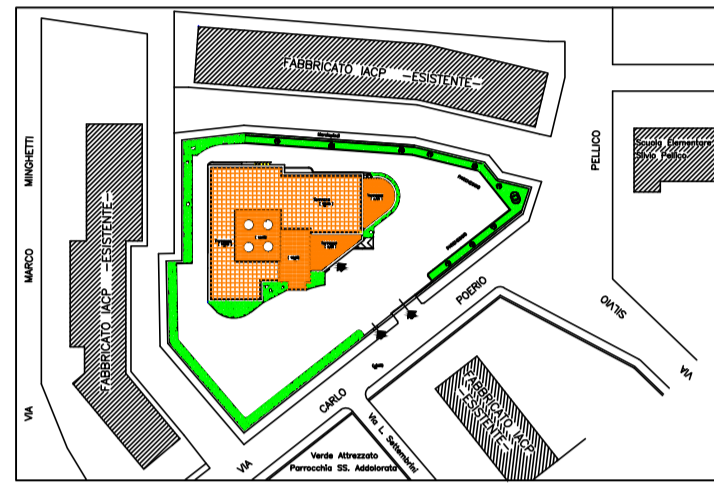 FABBRICATO IACP —ESISTENTE—
FABBRICATO IACP —ESISTENTE—
VIA MARCO MINGHETTI
PELLICO
Scuola Elementare
Silvio Pellico
SILVIO
VIA
POERIO
CARLO
VIA
Via L. Settembrini
FABBRICATO IACP
—ESISTENTE—
Verde Attrezzato
Parrocchia SS. Addolorata